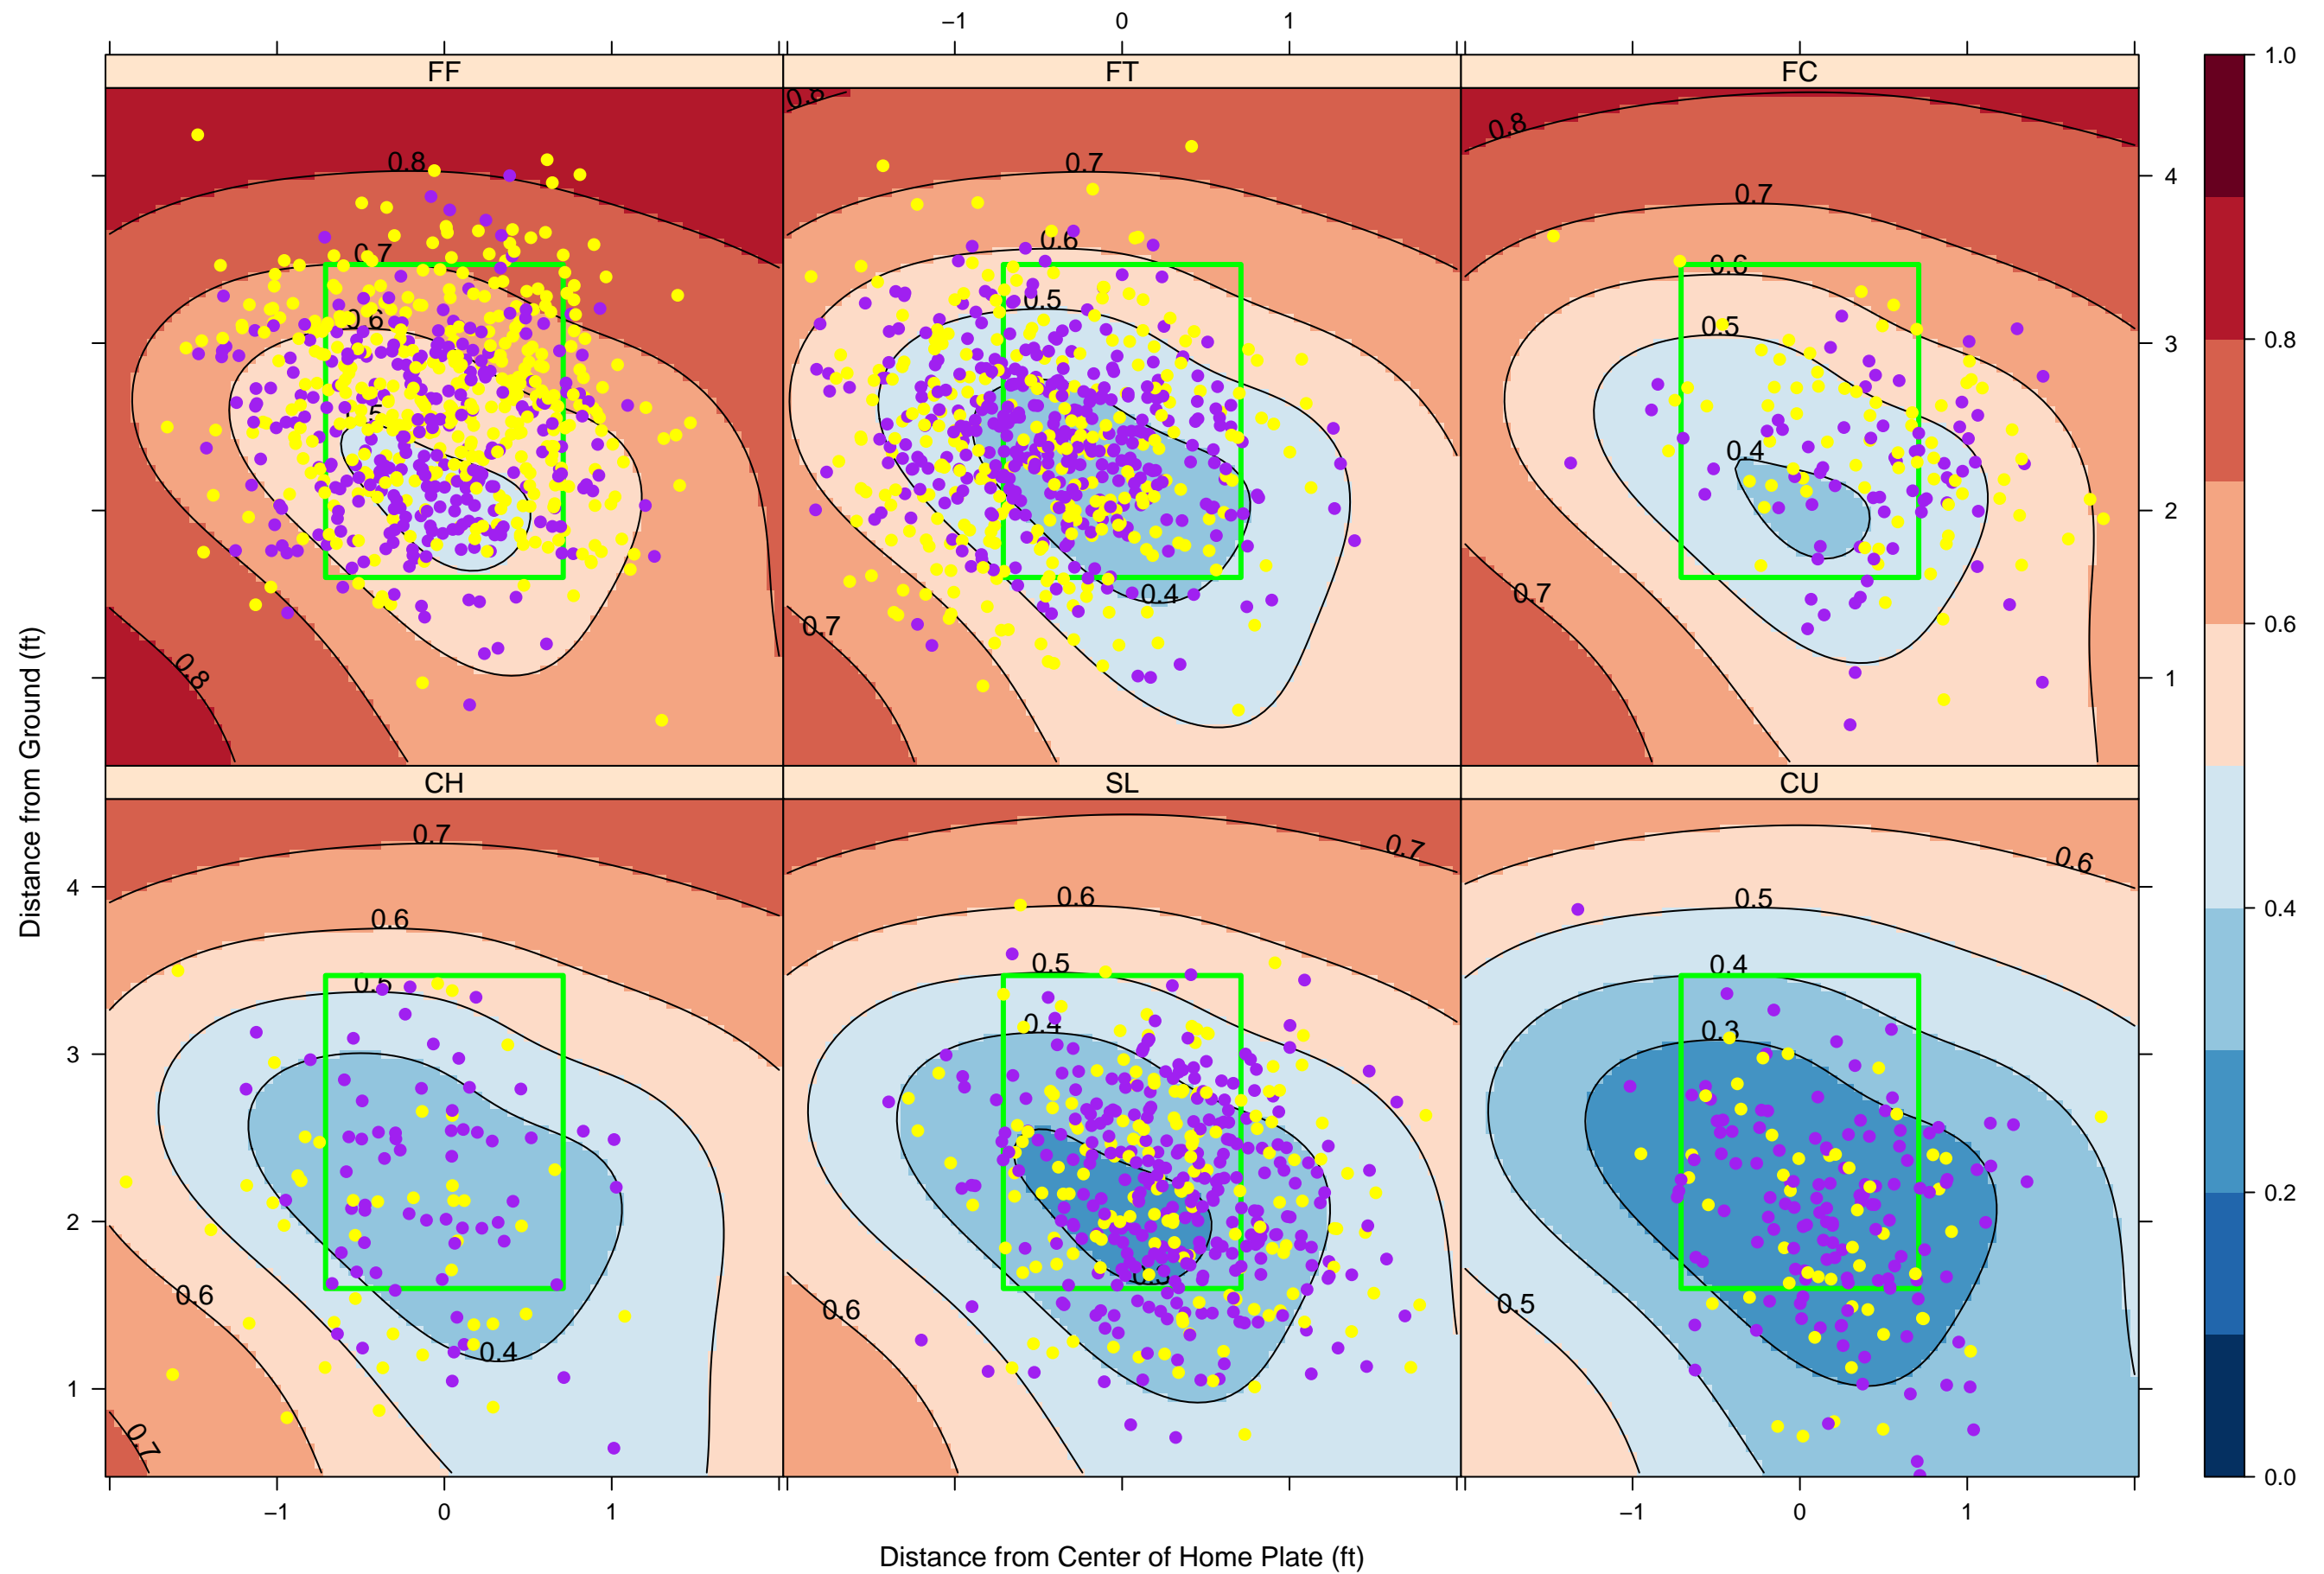 −1 0 1
FF FT FC
1.0
0.8
0.8 0.7 0.7
4
0.7 0.6 0.6
0.6 0.5 0.5
3
0.8
0.5 0.4
2
0.8 0.7 0.4 0.7
0.6
1
CH SL CU
0.7 0.7 0.6
4
0.6 0.6 0.5
0.4
0.5 0.5 0.4
3
0.4 0.3
2
0.2
0.6 0.6 0.3 0.5
1
0.4
0.7
0.0
−1 0 1 −1 0 1
Distance from Center of Home Plate (ft)
Distance from Ground (ft)